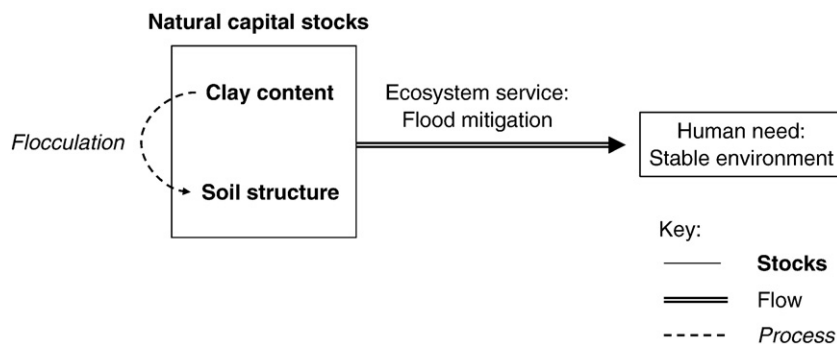 Natural capital stocks
Clay content
Flocculation
Soil structure
Ecosystem service:
Flood mitigation
Human need:
Stable environment
Key:
Stocks
Flow
Process